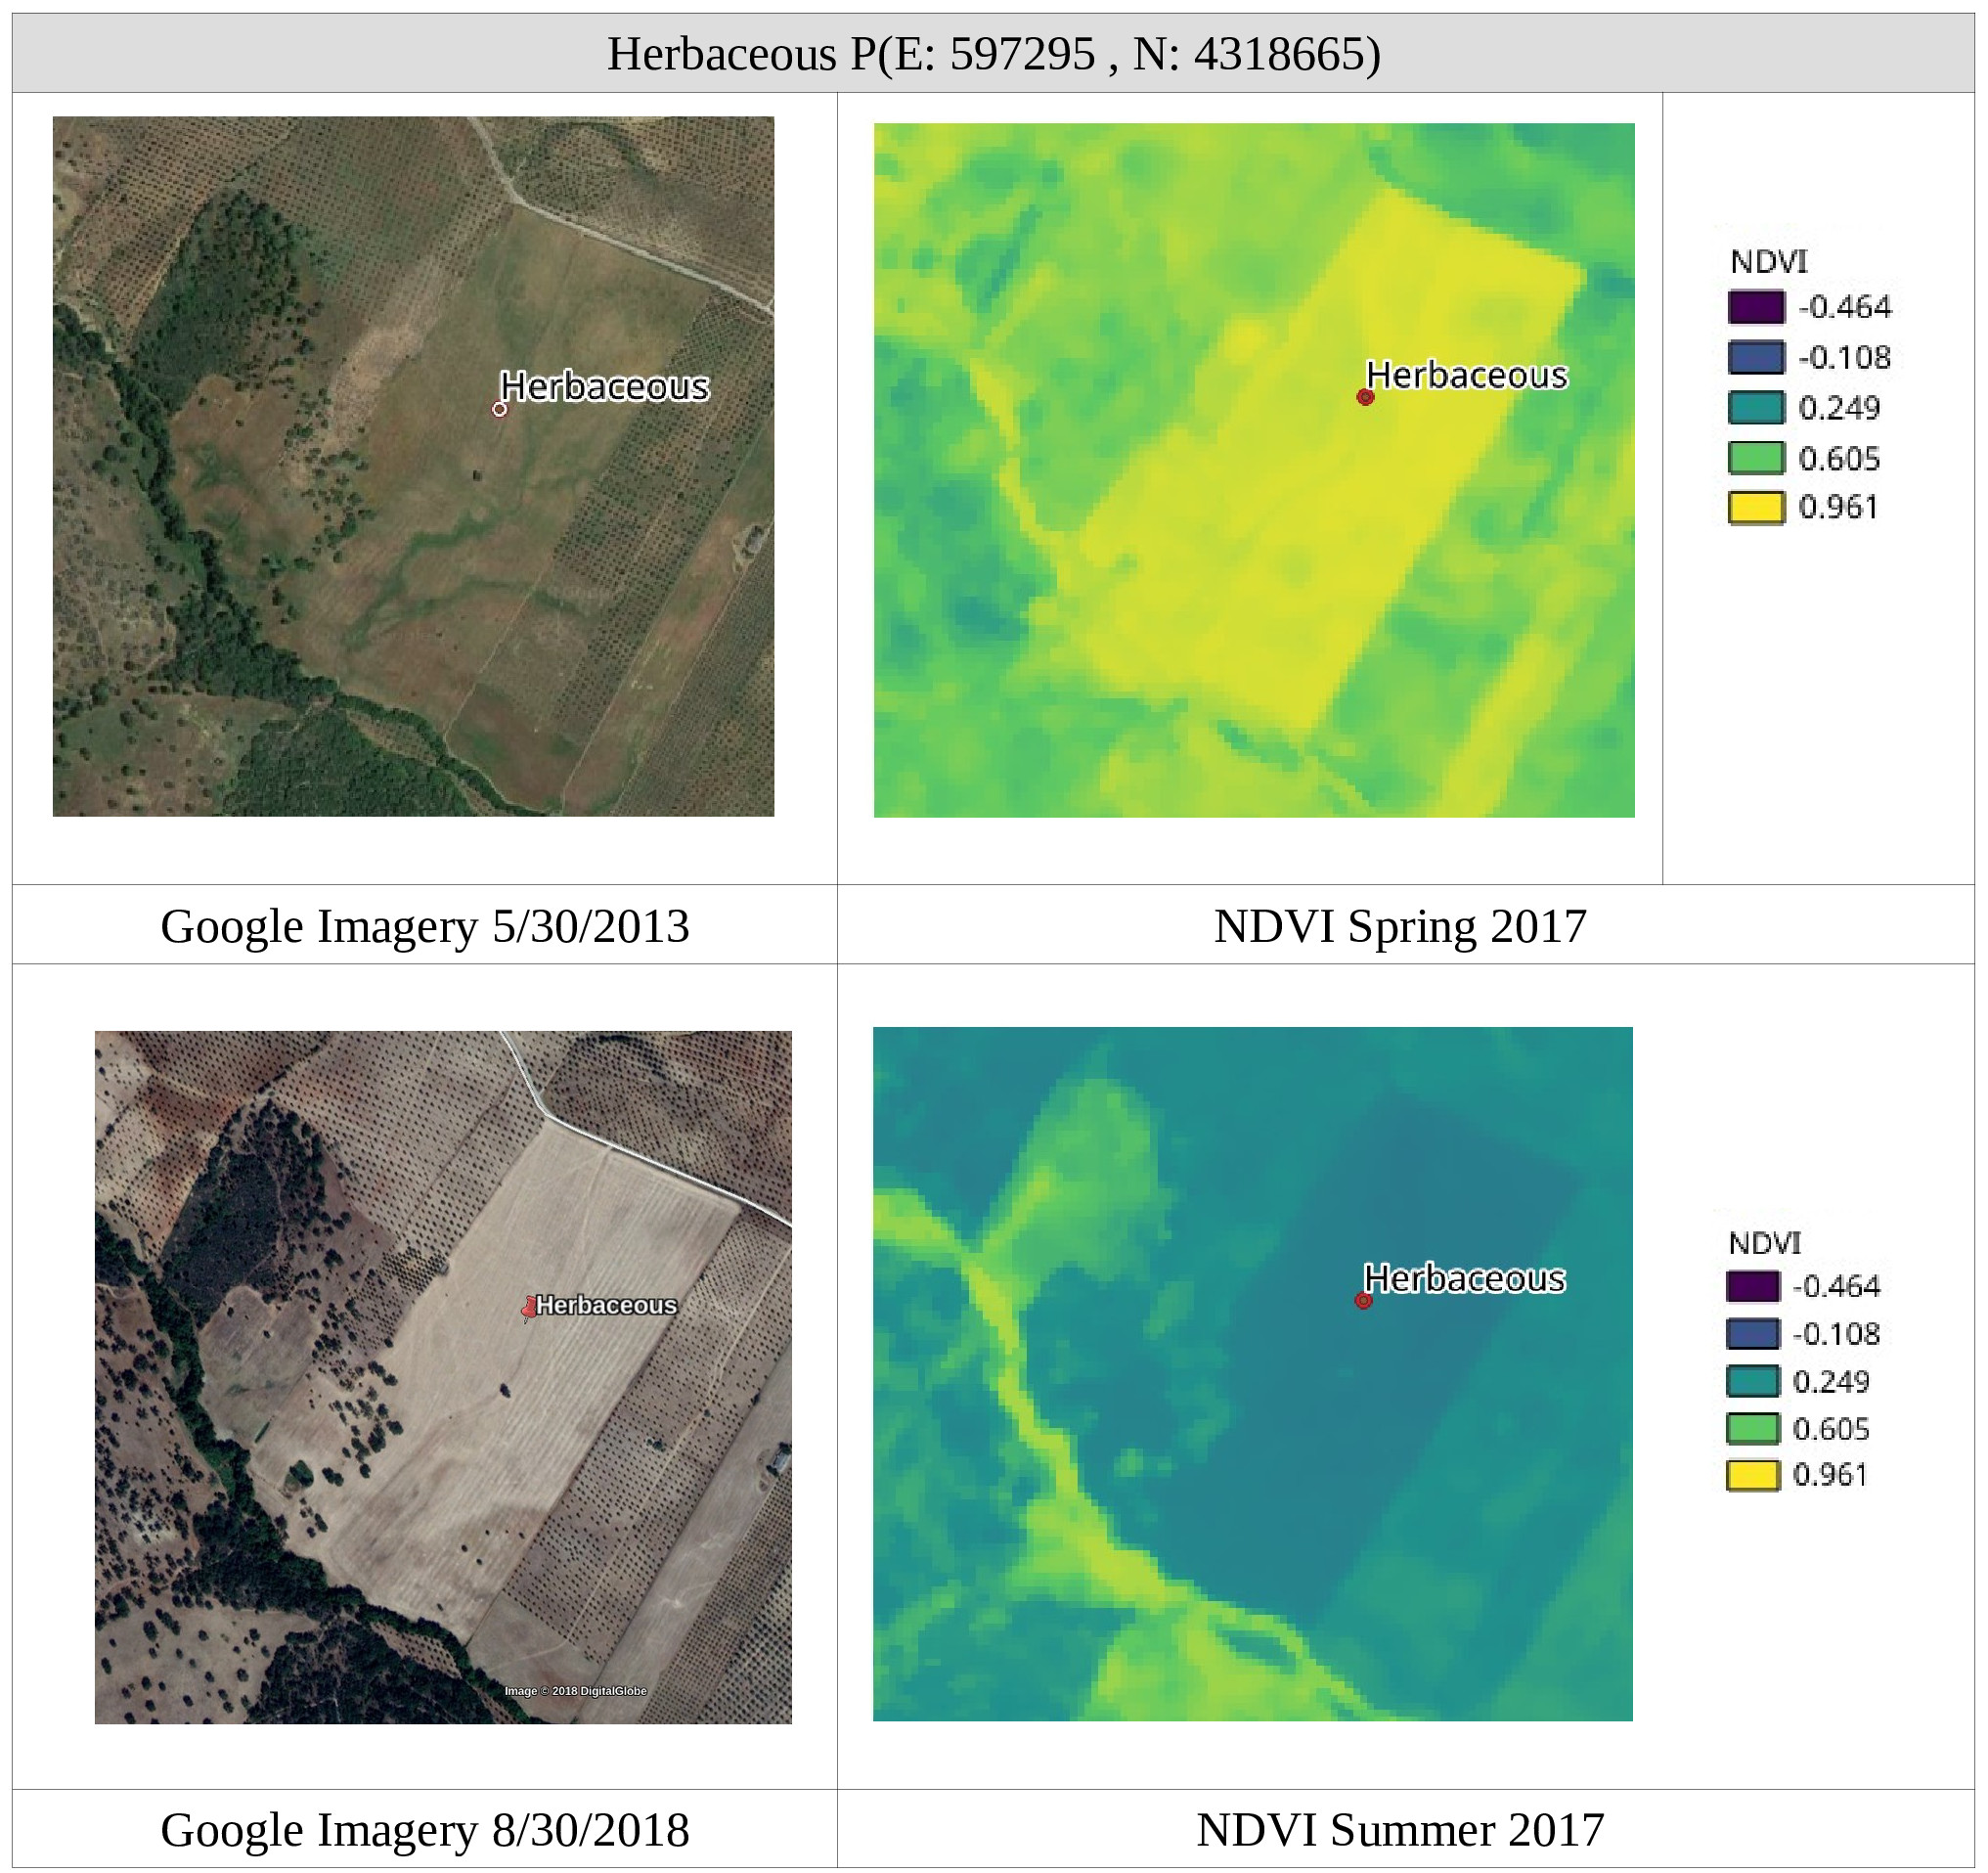 Herbaceous P(E: 597295 , N: 4318665)
Herbaceous
Herbaceous
NDVI
-0.464
-0.108
0.249
0.605
0.961
Google Imagery 5/30/2013
NDVI Spring 2017
Herbaceous
Image © 2018 DigitalGlobe
Herbaceous
NDVI
-0.464
-0.108
0.249
0.605
0.961
Google Imagery 8/30/2018
NDVI Summer 2017